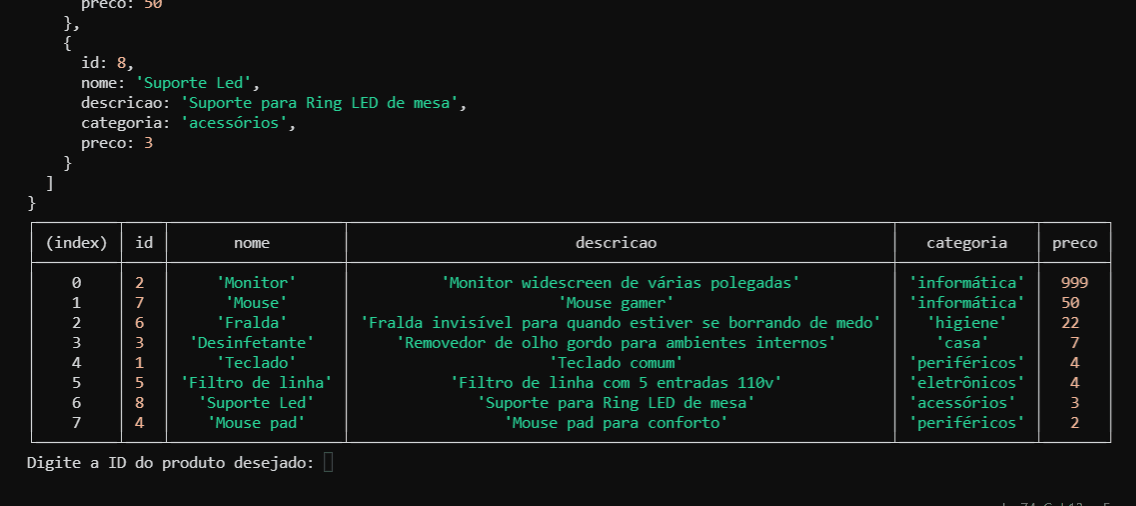 preco: 50
},
{
id: 8,
nome: 'Suporte Led',
descricao: 'Suporte para Ring LED de mesa',
categoria: 'acessórios',
preco: 3
}
]
}
(index) id nome descricao categoria preco
0 2 'Monitor' 'Monitor widescreen de várias polegadas' 'informática' 999
1 7 'Mouse' 'Mouse gamer' 'informática' 50
2 6 'Fralda' 'Fralda invisível para quando estiver se borrando de medo' 'higiene' 22
3 3 'Desinfetante' 'Removedor de olho gordo para ambientes internos' 'casa' 7
4 1 'Teclado' 'Teclado comum' 'periféricos' 4
5 5 'Filtro de linha' 'Filtro de linha com 5 entradas 110v' 'eletrônicos' 4
6 8 'Suporte Led' 'Suporte para Ring LED de mesa' 'acessórios' 3
7 4 'Mouse pad' 'Mouse pad para conforto' 'periféricos' 2
Digite a ID do produto desejado: